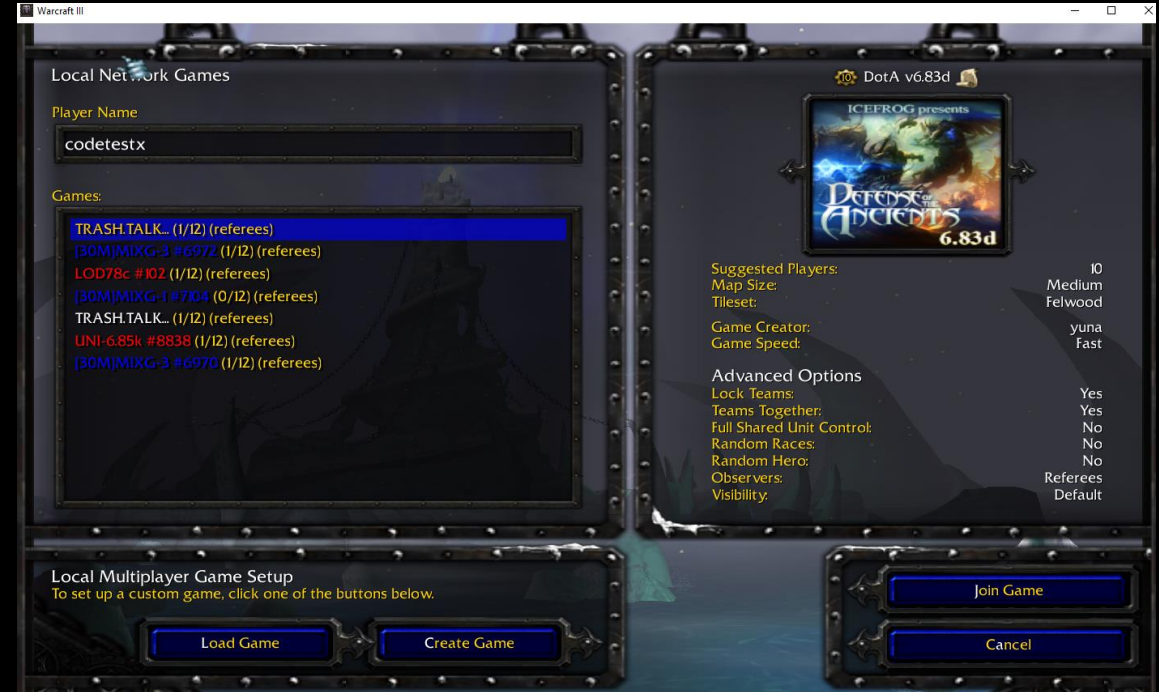 Warcraft III
Local Network Games
Player Name
codetestx
Games:
TRASH.TALK... (1/12) (referees)
[30M]MIXG-3 #6972 (1/12) (referees)
LOD78c #102 (1/12) (referees)
[30M]MIXG-1 #7104 (0/12) (referees)
TRASH.TALK... (1/12) (referees)
UNI-6.85k #8838 (1/12) (referees)
[30M]MIXG-3 #6970 (1/12) (referees)
Local Multiplayer Game Setup
To set up a custom game, click one of the buttons below.
Load Game
Create Game
10 DotA v6.83d
ICEFROG presents
DEFENSE OF THE
ANCIENTS
6.83d
Suggested Players: 10
Map Size: Medium
Tileset: Felwood
Game Creator: yuna
Game Speed: Fast
Advanced Options
Lock Teams: Yes
Teams Together: Yes
Full Shared Unit Control: No
Random Races: No
Random Hero: No
Observers: Referees
Visibility: Default
Join Game
Cancel